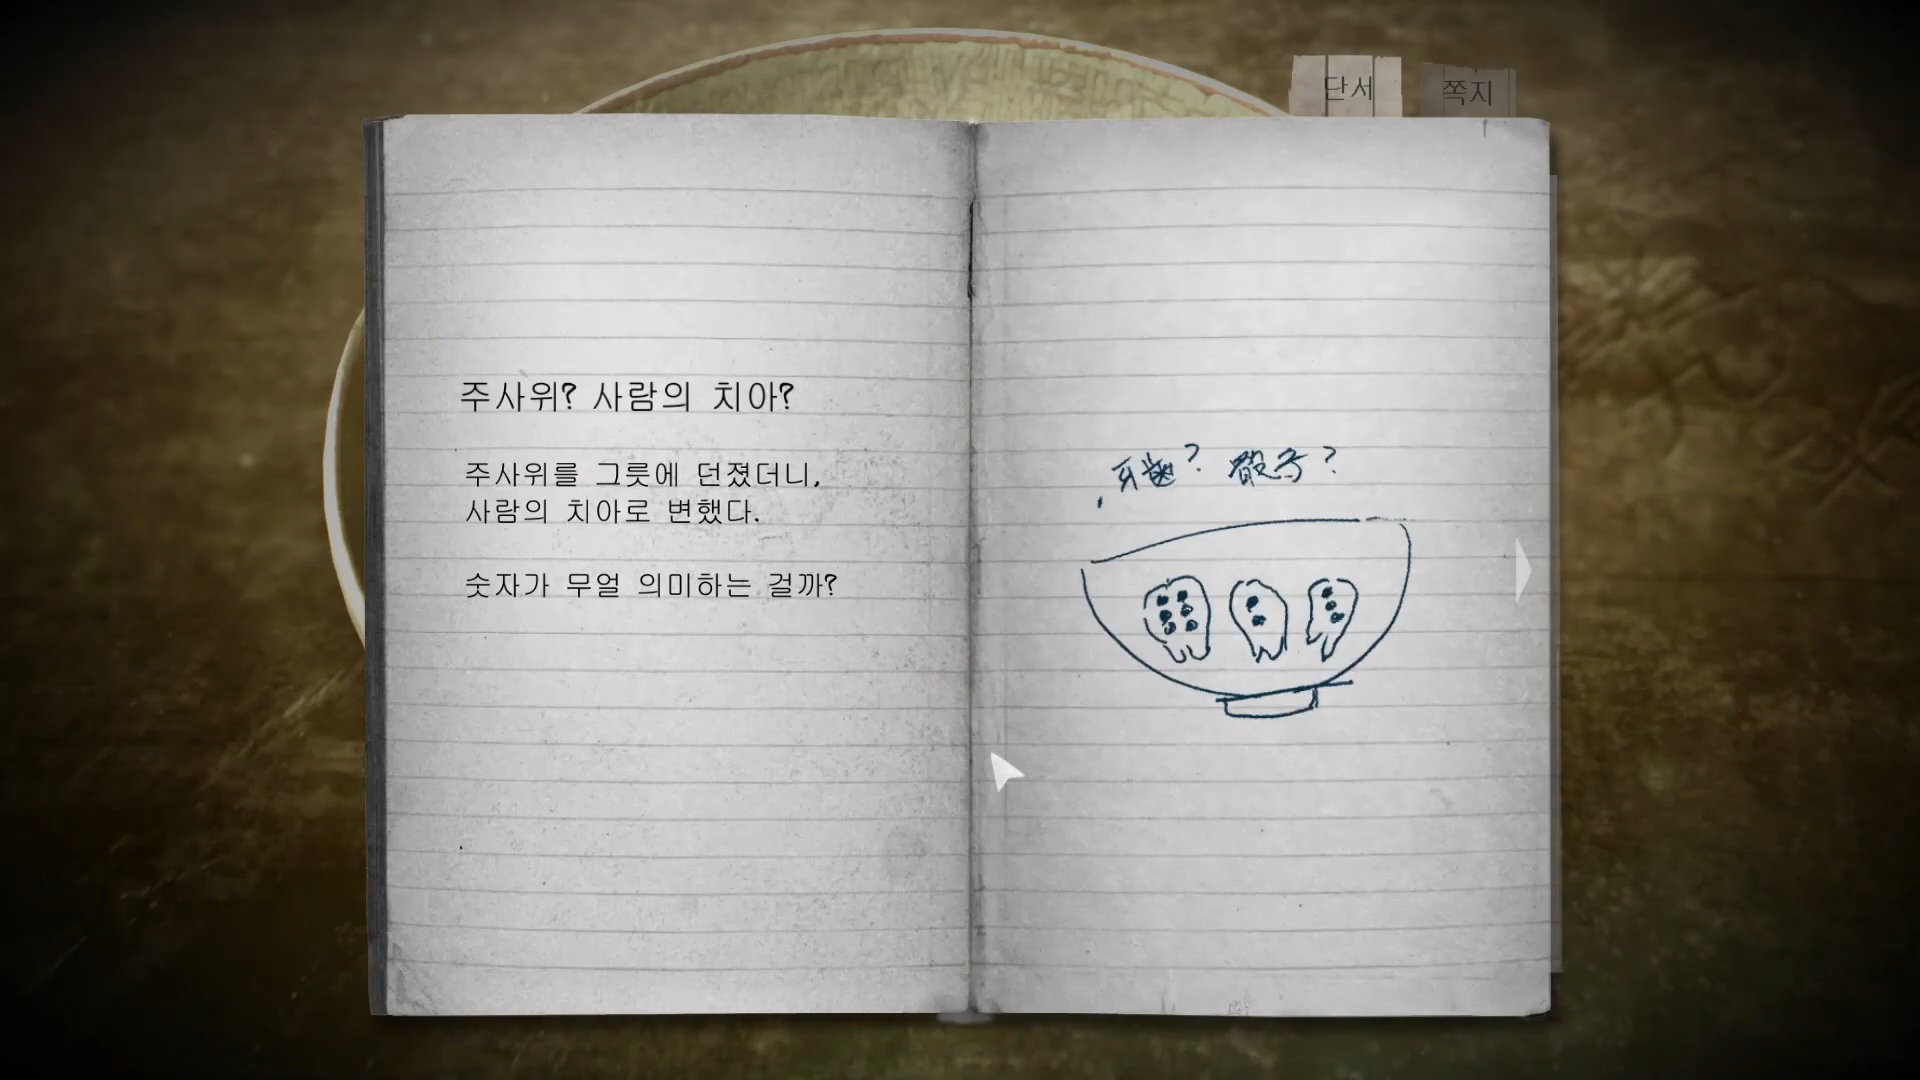 단서
쪽지
주사위? 사람의 치아?
주사위를 그릇에 던졌더니,
사람의 치아로 변했다.
숫자가 무얼 의미하는 걸까?
牙齒? 骰子?